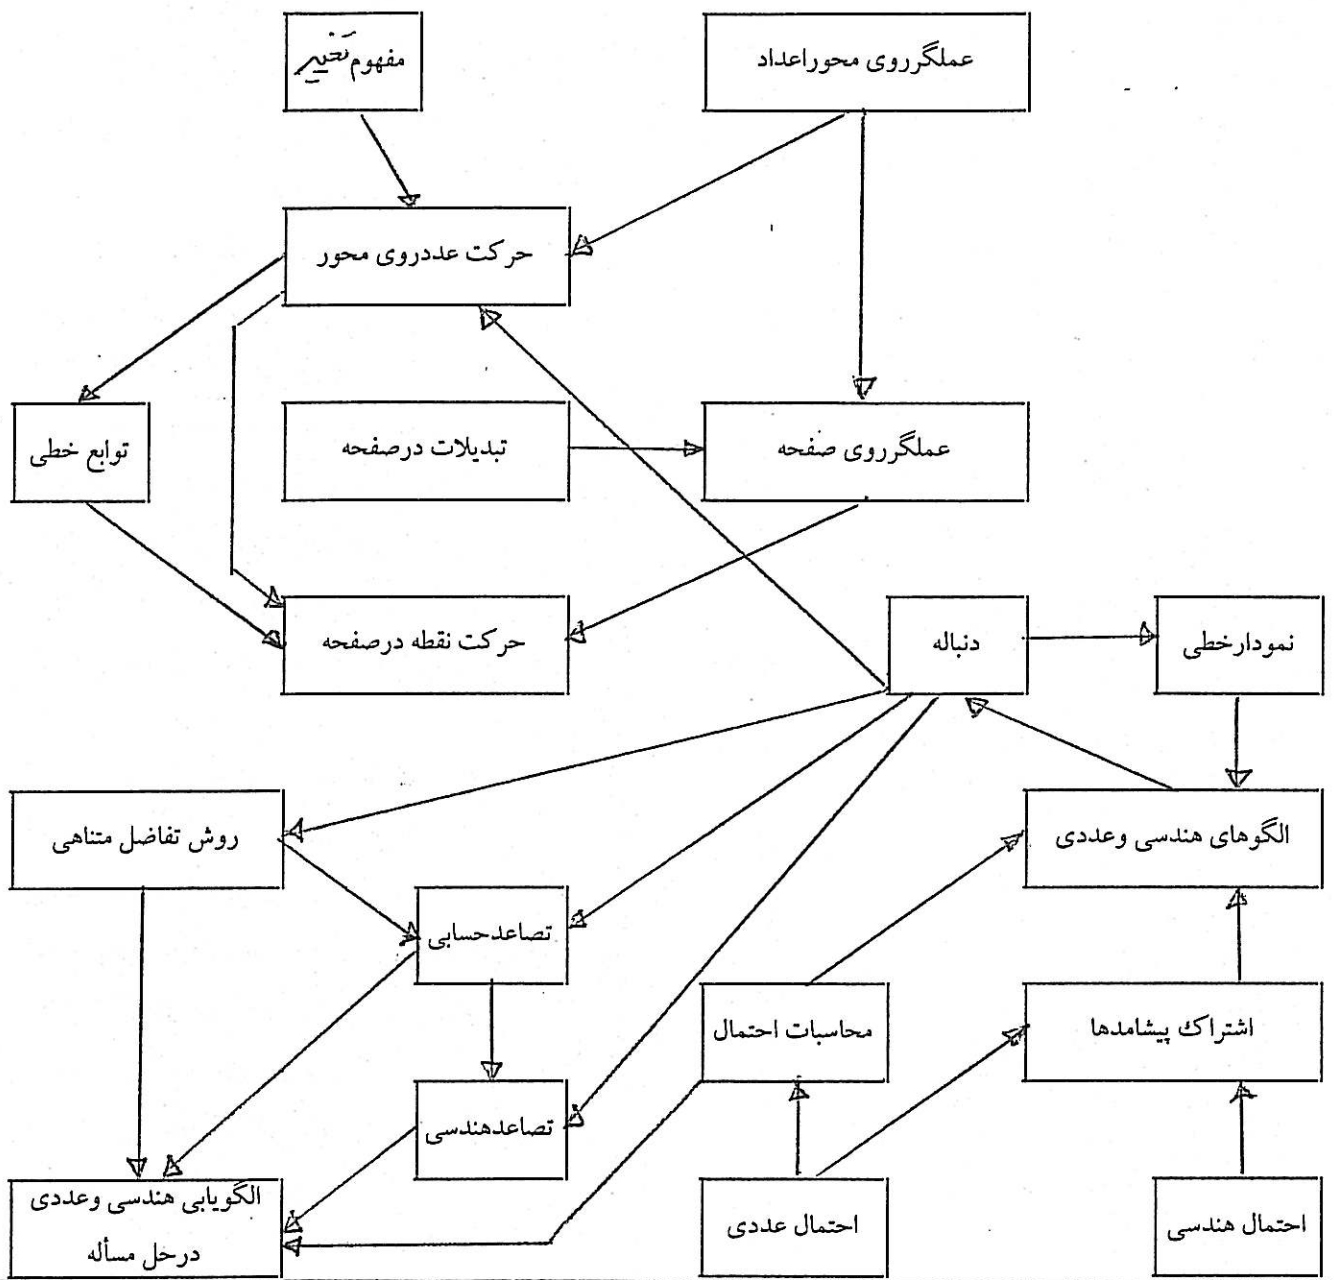 عملگرروی محوراعداد
مفهوم تغییر
حرکت عددروی محور
عملگرروی صفحه
تبدیلات درصفحه
توابع خطی
نمودارخطی
دنباله
حرکت نقطه درصفحه
الگوهای هندسی وعددی
روش تفاضل متناهی
تصاعدحسابی
اشتراك پیشامدها
محاسبات احتمال
تصاعدهندسی
احتمال هندسی
احتمال عددی
الگویابی هندسی وعددی
درحل مسأله